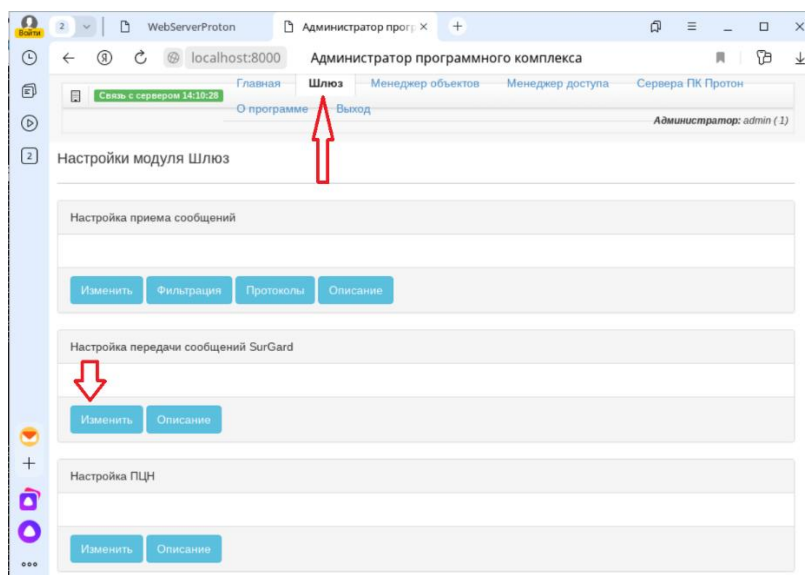 Войти
2
WebServerProton
Администратор прогр
localhost:8000
Администратор программного комплекса
Связь с сервером 14:10:28
Главная
Шлюз
Менеджер объектов
Менеджер доступа
Сервера ПК Протон
О программе
Выход
Администратор: admin ( 1)
2
Настройки модуля Шлюз
Настройка приема сообщений
Изменить
Фильтрация
Протоколы
Описание
Настройка передачи сообщений SurGard
Изменить
Описание
Настройка ПЦН
Изменить
Описание